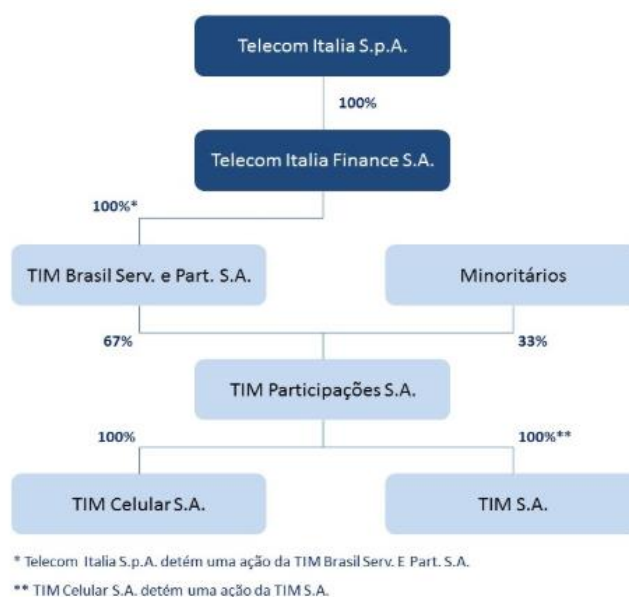 Telecom Italia S.p.A.
100%
Telecom Italia Finance S.A.
100%*
TIM Brasil Serv. e Part. S.A.
Minoritários
67%
33%
TIM Participações S.A.
100%
100%**
TIM Celular S.A.
TIM S.A.
* Telecom Italia S.p.A. detém uma ação da TIM Brasil Serv. E Part. S.A.
** TIM Celular S.A. detém uma ação da TIM S.A.